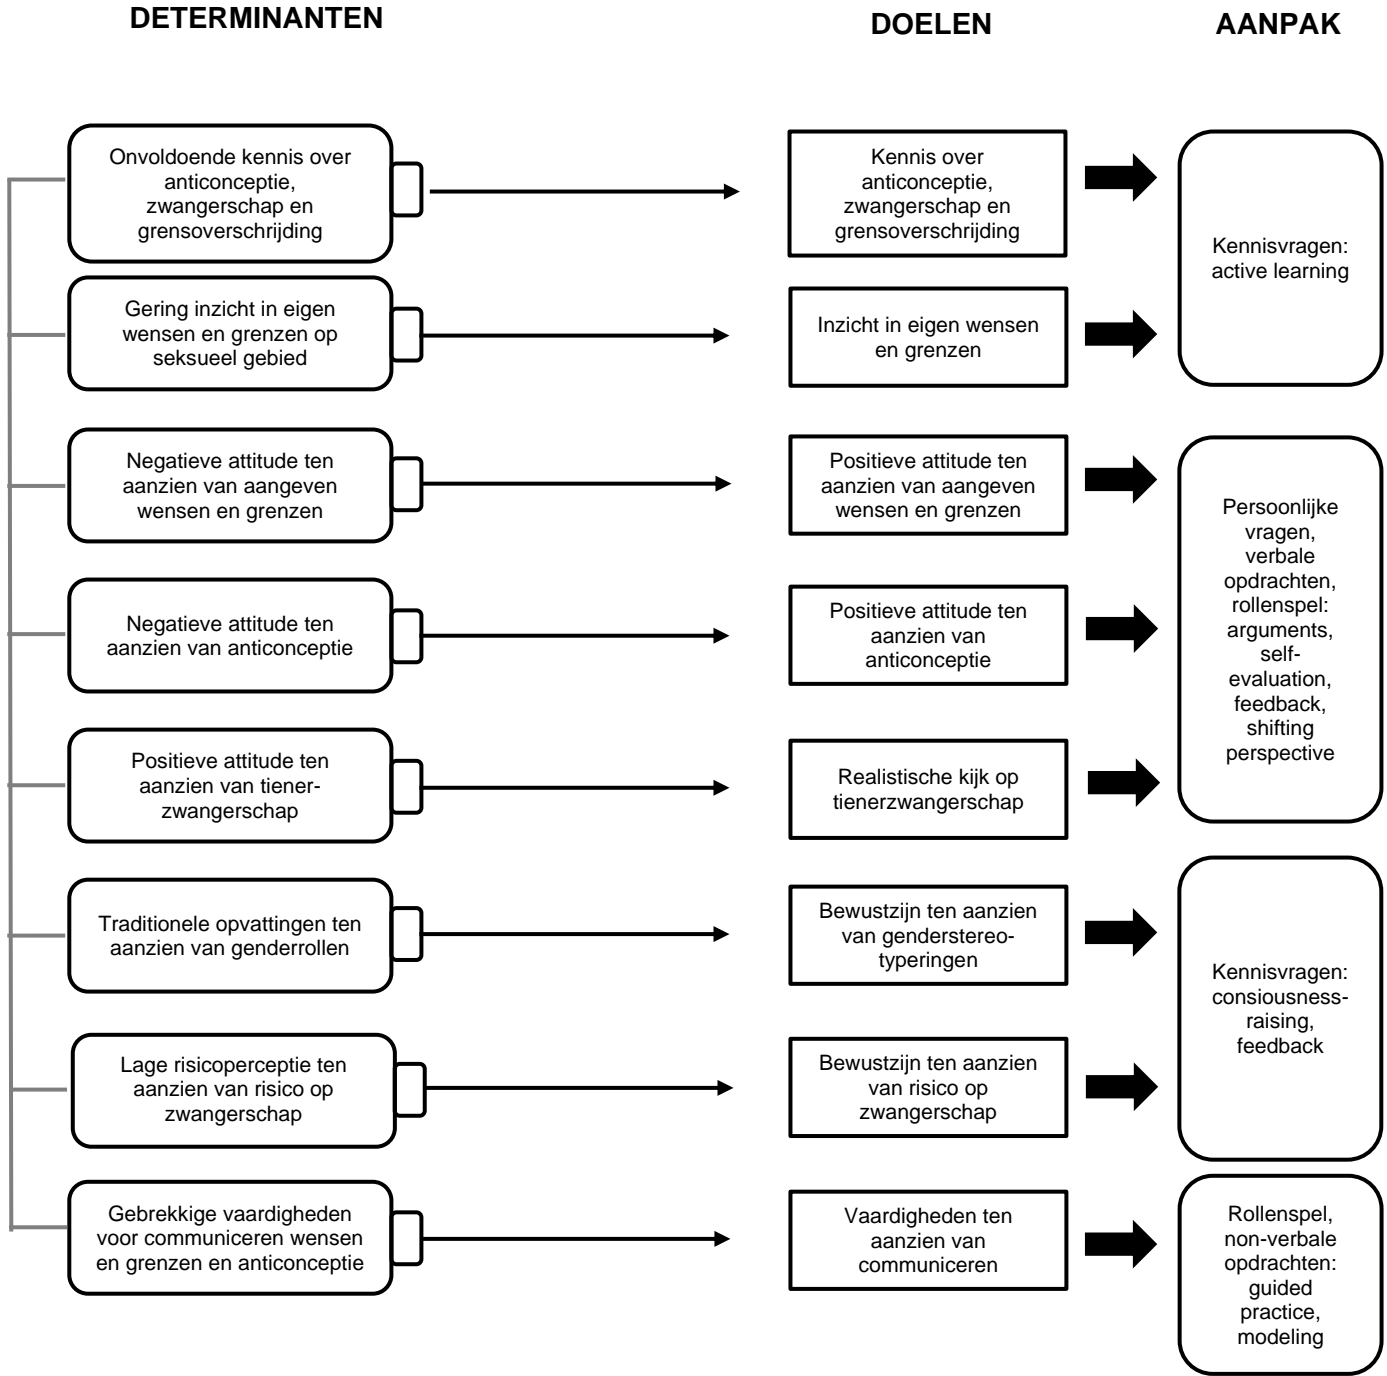 DETERMINANTEN
DOELEN
AANPAK
Onvoldoende kennis over
anticonceptie,
zwangerschap en
grensoverschrijding
Kennis over
anticonceptie,
zwangerschap en
grensoverschrijding
Kennisvragen:
active learning
Gering inzicht in eigen
wensen en grenzen op
seksueel gebied
Inzicht in eigen wensen
en grenzen
Negatieve attitude ten
aanzien van aangeven
wensen en grenzen
Positieve attitude ten
aanzien van aangeven
wensen en grenzen
Persoonlijke
vragen,
verbale
opdrachten,
rollenspel:
arguments,
self-
evaluation,
feedback,
shifting
perspective
Negatieve attitude ten
aanzien van anticonceptie
Positieve attitude ten
aanzien van
anticonceptie
Positieve attitude ten
aanzien van tiener-
zwangerschap
Realistische kijk op
tienerzwangerschap
Traditionele opvattingen ten
aanzien van genderrollen
Bewustzijn ten aanzien
van genderstereo-
typeringen
Kennisvragen:
consiousness-
raising,
feedback
Lage risicoperceptie ten
aanzien van risico op
zwangerschap
Bewustzijn ten aanzien
van risico op
zwangerschap
Gebrekkige vaardigheden
voor communiceren wensen
en grenzen en anticonceptie
Vaardigheden ten
aanzien van
communiceren
Rollenspel,
non-verbale
opdrachten:
guided
practice,
modeling